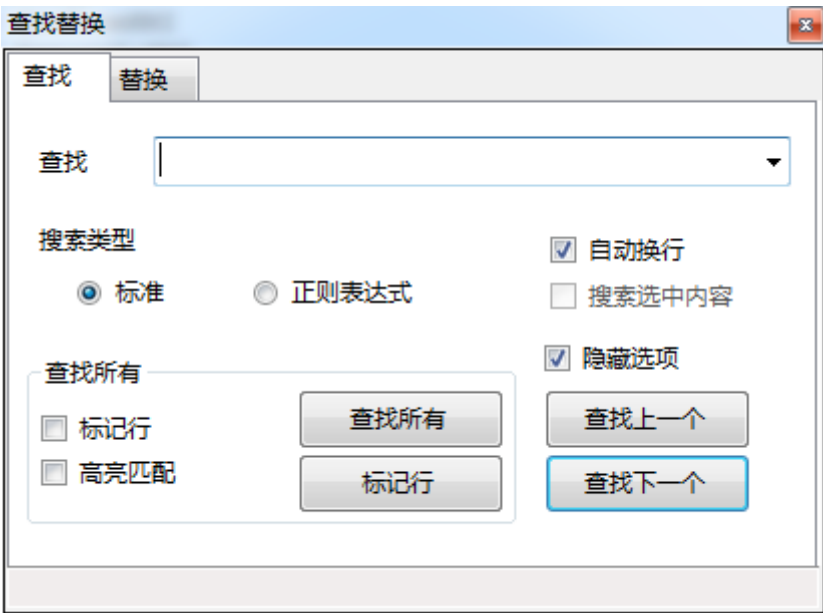 查找替换
查找
替换
查找
搜索类型
标准
正则表达式
自动换行
搜索选中内容
隐藏选项
查找所有
标记行
高亮匹配
查找所有
标记行
查找上一个
查找下一个